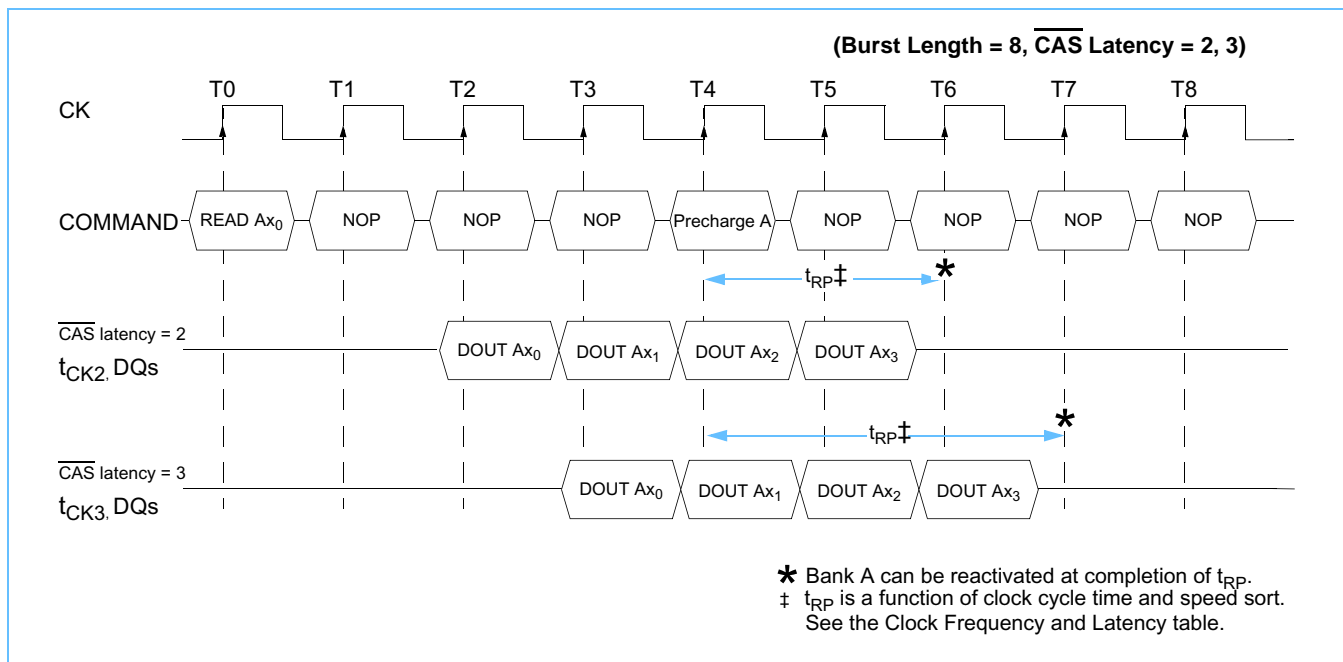 (Burst Length = 8, CAS Latency = 2, 3)
T0 T1 T2 T3 T4 T5 T6 T7 T8
CK
COMMAND READ Ax0 NOP NOP NOP Precharge A NOP NOP NOP NOP
tRP‡ *
CAS latency = 2
tCK2, DQs DOUT Ax0 DOUT Ax1 DOUT Ax2 DOUT Ax3
tRP‡ *
CAS latency = 3
tCK3, DQs DOUT Ax0 DOUT Ax1 DOUT Ax2 DOUT Ax3
* Bank A can be reactivated at completion of tRP.
‡ tRP is a function of clock cycle time and speed sort.
See the Clock Frequency and Latency table.